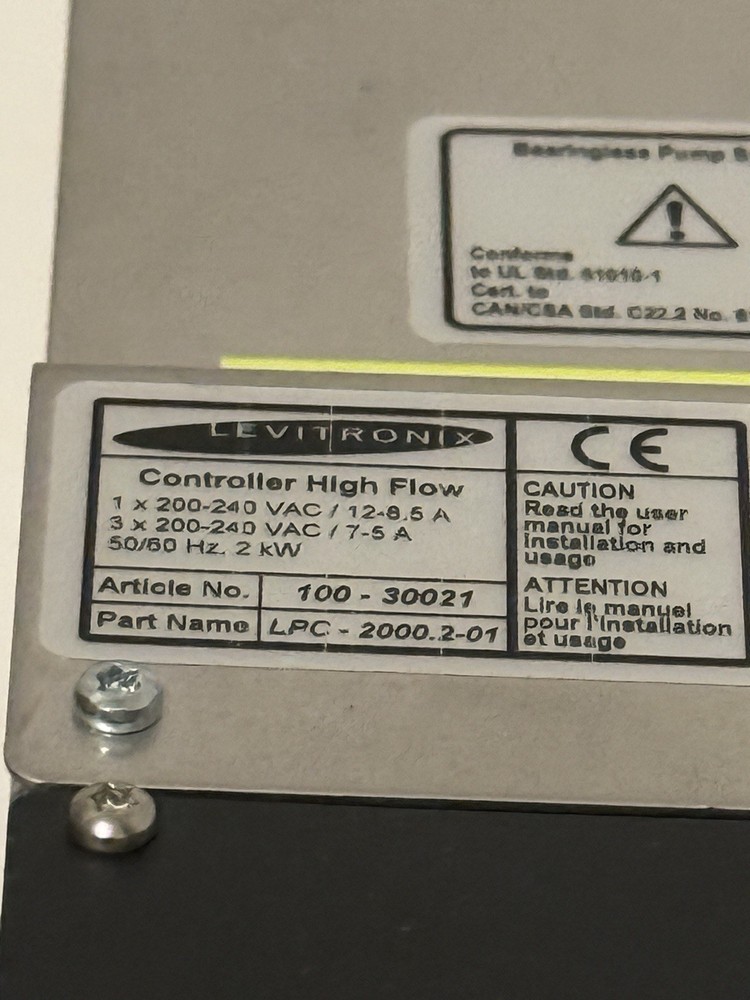 Bearingless Pump S
Conforms
to UL Std. 61010-1
Cert. to
CAN/CSA Std. C22.2 No.
LEVITRONIX
CE
Controller High Flow
1 x 200-240 VAC / 12-8.5 A
3 x 200-240 VAC / 7-5 A
50/60 Hz, 2 kW
Article No.
100 - 30021
Part Name
LPC - 2000.2-01
CAUTION
Read the user
manual for
installation and
usage
ATTENTION
Lire le manuel
pour l'installation
et usage